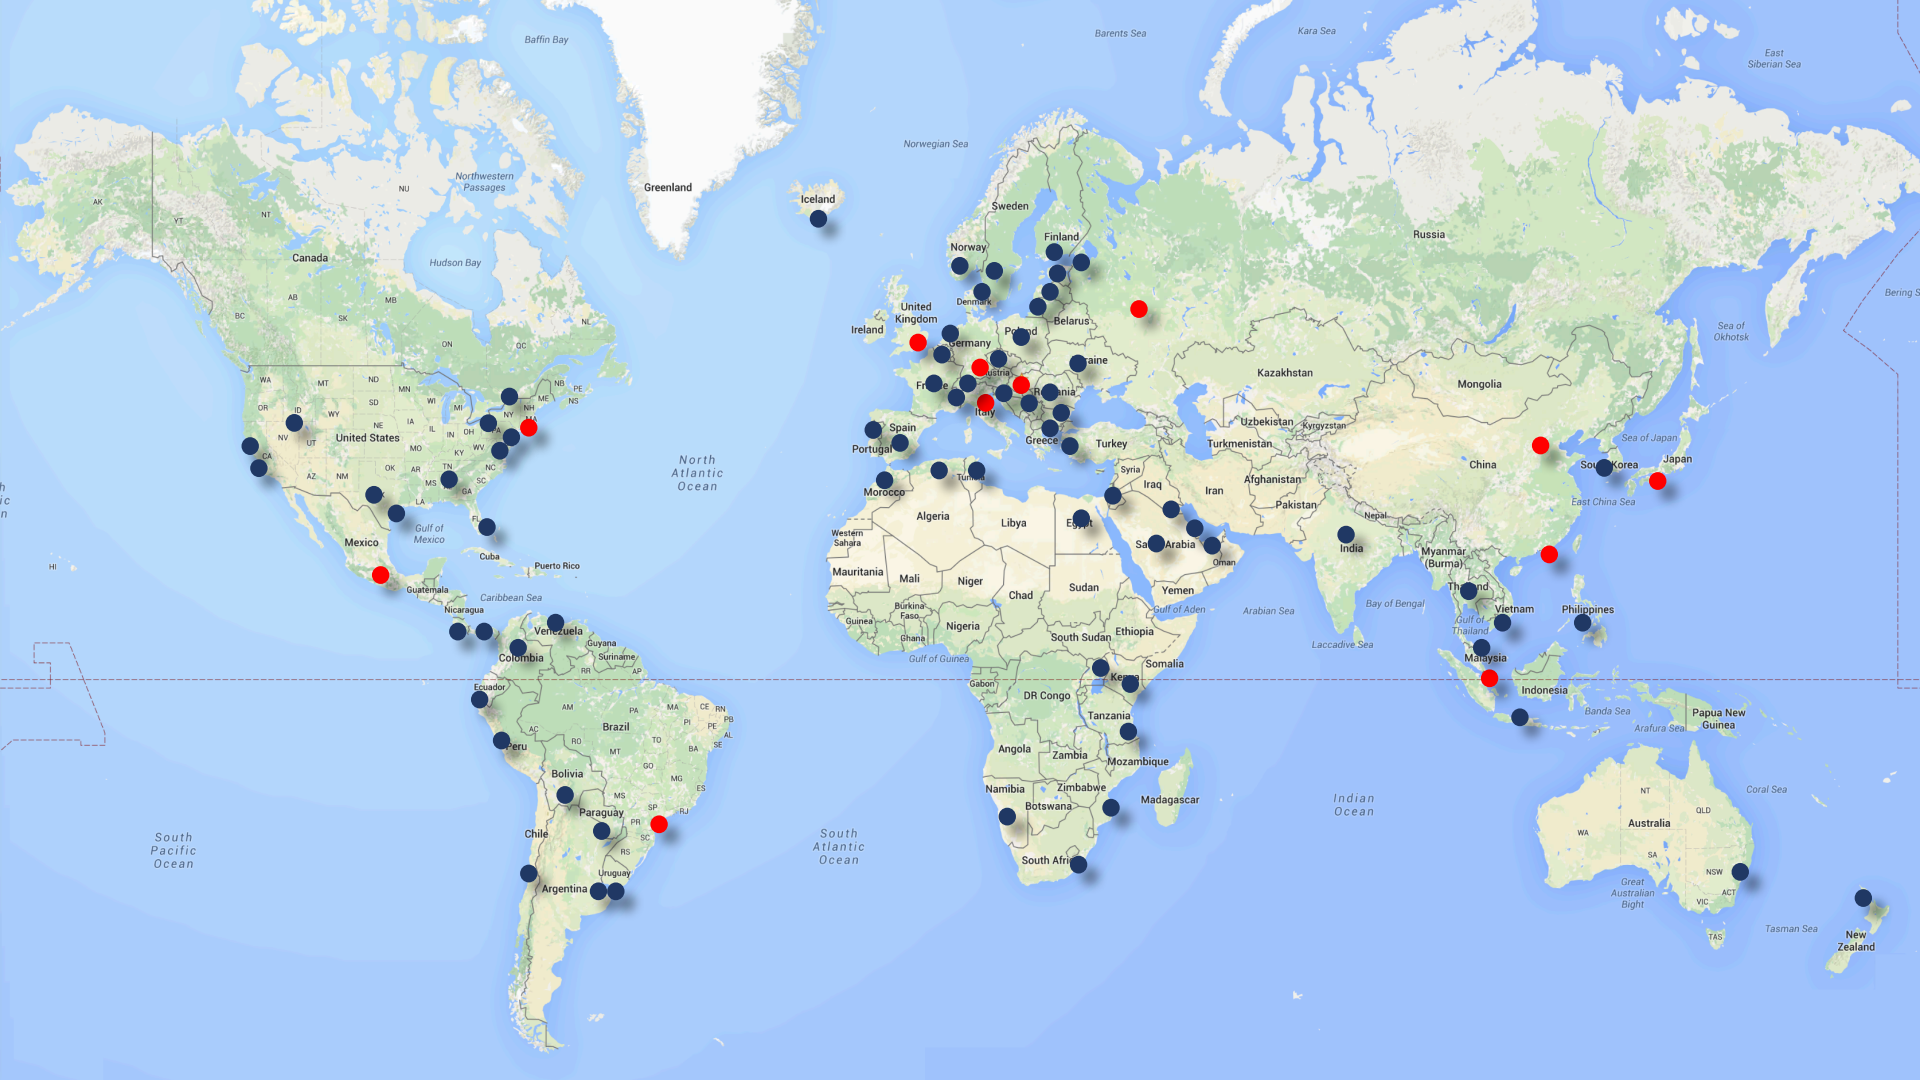 Baffin Bay
Barents Sea
Kara Sea
East
Siberian Sea
Norwegian Sea
Northwestern
Passages
NU
Greenland
AK
YT
NT
Iceland
Sweden
Finland
Norway
Russia
Canada
Hudson Bay
Bering S
AB
MB
BC
SK
NL
ON
QC
United
Kingdom
Ireland
Denmark
Belarus
Sea of
Okhotsk
Germany
Kazakhstan
Mongolia
WA
MT
ND
MN
NB
PE
NS
ME
OR
ID
WY
SD
WI
MI
NY
NH
MA
NV
UT
NE
IA
IL
IN
OH
PA
United States
CA
MO
KY
WV
AZ
NM
OK
AR
TN
NC
MS
SC
GA
LA
FL
Italy
Spain
Portugal
Greece
Turkey
Uzbekistan
Kyrgyzstan
Turkmenistan
Sea of Japan
Japan
China
North
Atlantic
Ocean
Syria
Iraq
Iran
Afghanistan
Pakistan
Nepal
East China Sea
Morocco
Algeria
Libya
Western
Sahara
Gulf of
Mexico
Mexico
Cuba
Puerto Rico
HI
Guatemala
Caribbean Sea
Nicaragua
India
Myanmar
(Burma)
Oman
Yemen
Mauritania
Mali
Niger
Chad
Sudan
Gulf of Aden
Arabian Sea
Bay of Bengal
Vietnam
Philippines
Gulf of
Thailand
Burkina
Faso
Guinea
Ghana
Nigeria
South Sudan
Ethiopia
Somalia
Laccadive Sea
Venezuela
Guyana
Suriname
Colombia
RR
AP
Gulf of Guinea
Gabon
DR Congo
Malaysia
Indonesia
Ecuador
AM
PA
MA
CE
RN
PB
PI
PE
AL
SE
AC
Brazil
TO
BA
RO
MT
Peru
Tanzania
Banda Sea
Arafura Sea
Papua New
Guinea
Angola
Zambia
Mozambique
Bolivia
GO
MG
ES
MS
SP
RJ
Namibia
Zimbabwe
Botswana
Madagascar
Indian
Ocean
NT
QLD
Coral Sea
Paraguay
PR
SC
RS
Chile
South
Pacific
Ocean
South
Atlantic
Ocean
WA
Australia
SA
NSW
ACT
VIC
Uruguay
Argentina
Great
Australian
Bight
TAS
Tasman Sea
New
Zealand